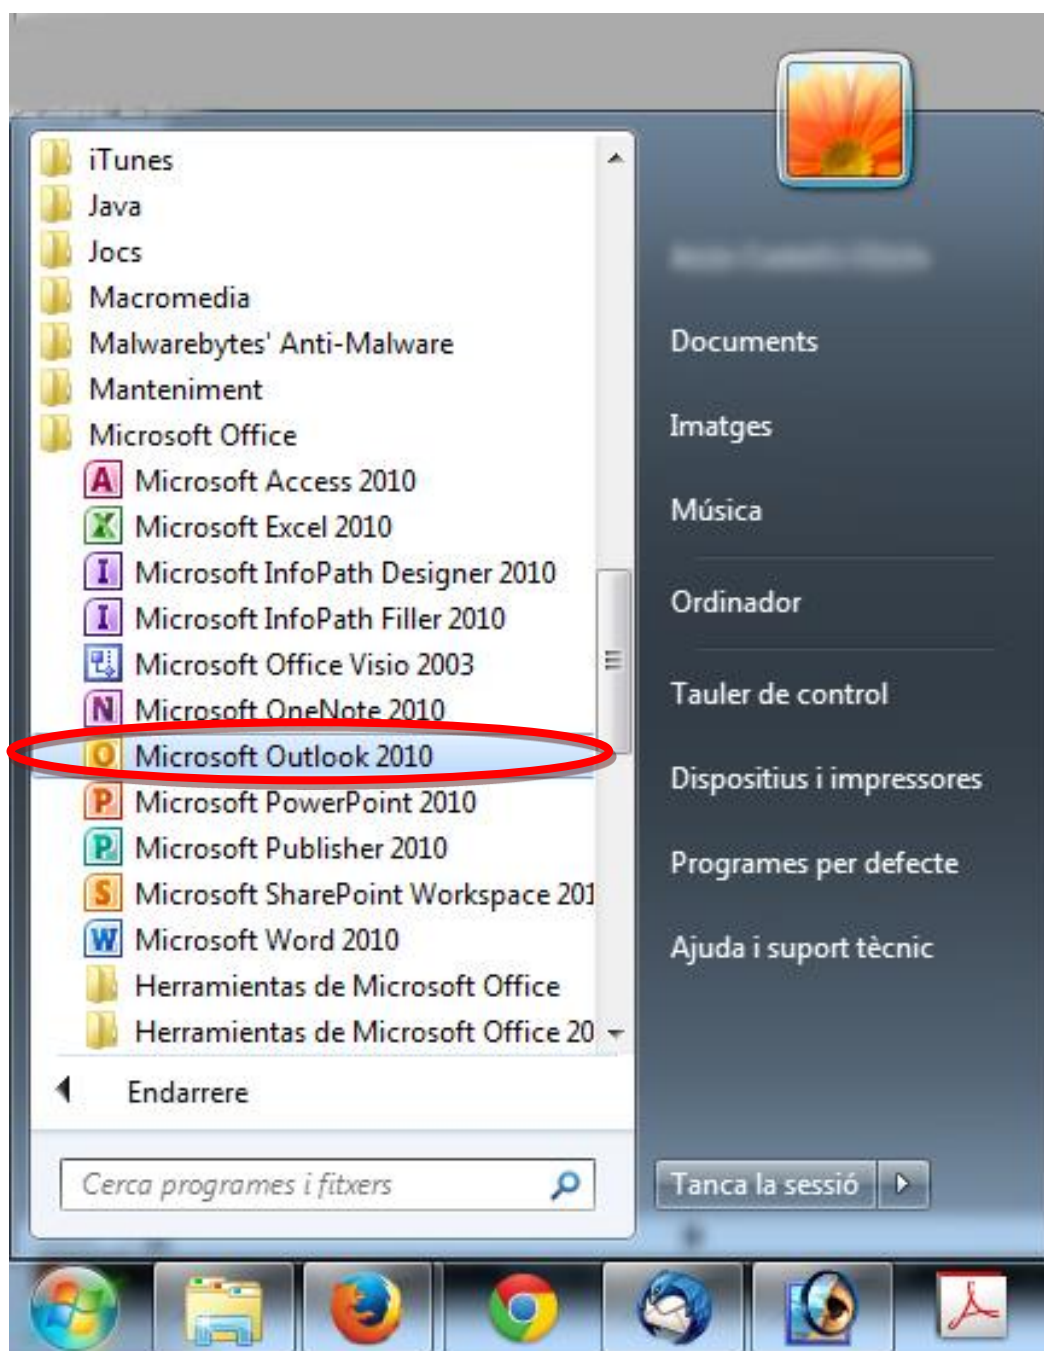 iTunes
Java
Jocs
Macromedia
Malwarebytes' Anti-Malware
Manteniment
Microsoft Office
Microsoft Access 2010
Microsoft Excel 2010
Microsoft InfoPath Designer 2010
Microsoft InfoPath Filler 2010
Microsoft Office Visio 2003
Microsoft OneNote 2010
Microsoft Outlook 2010
Microsoft PowerPoint 2010
Microsoft Publisher 2010
Microsoft SharePoint Workspace 201
Microsoft Word 2010
Herramientas de Microsoft Office
Herramientas de Microsoft Office 20
Endarrere
Cerca programes i fitxers
Documents
Imatges
Música
Ordinador
Tauler de control
Dispositius i impressores
Programes per defecte
Ajuda i suport tècnic
Tanca la sessió